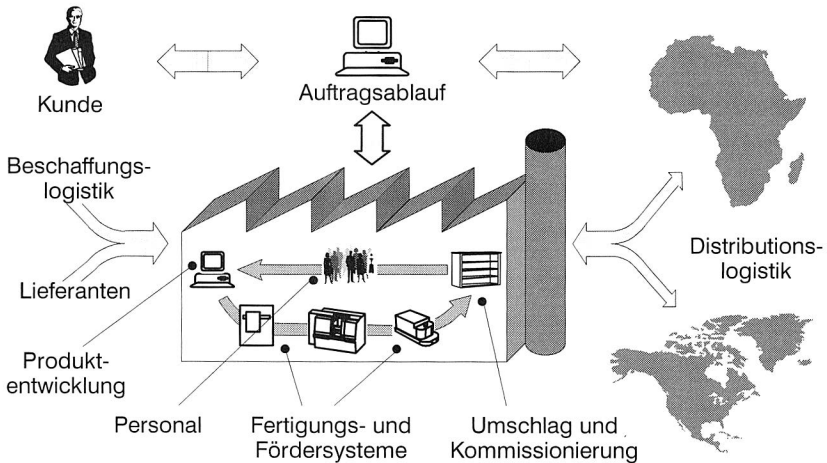 Kunde
Auftragsablauf
Beschaffungs-
logistik
Lieferanten
Distributions-
logistik
Produkt-
entwicklung
Personal
Fertigungs- und
Fördersysteme
Umschlag und
Kommissionierung